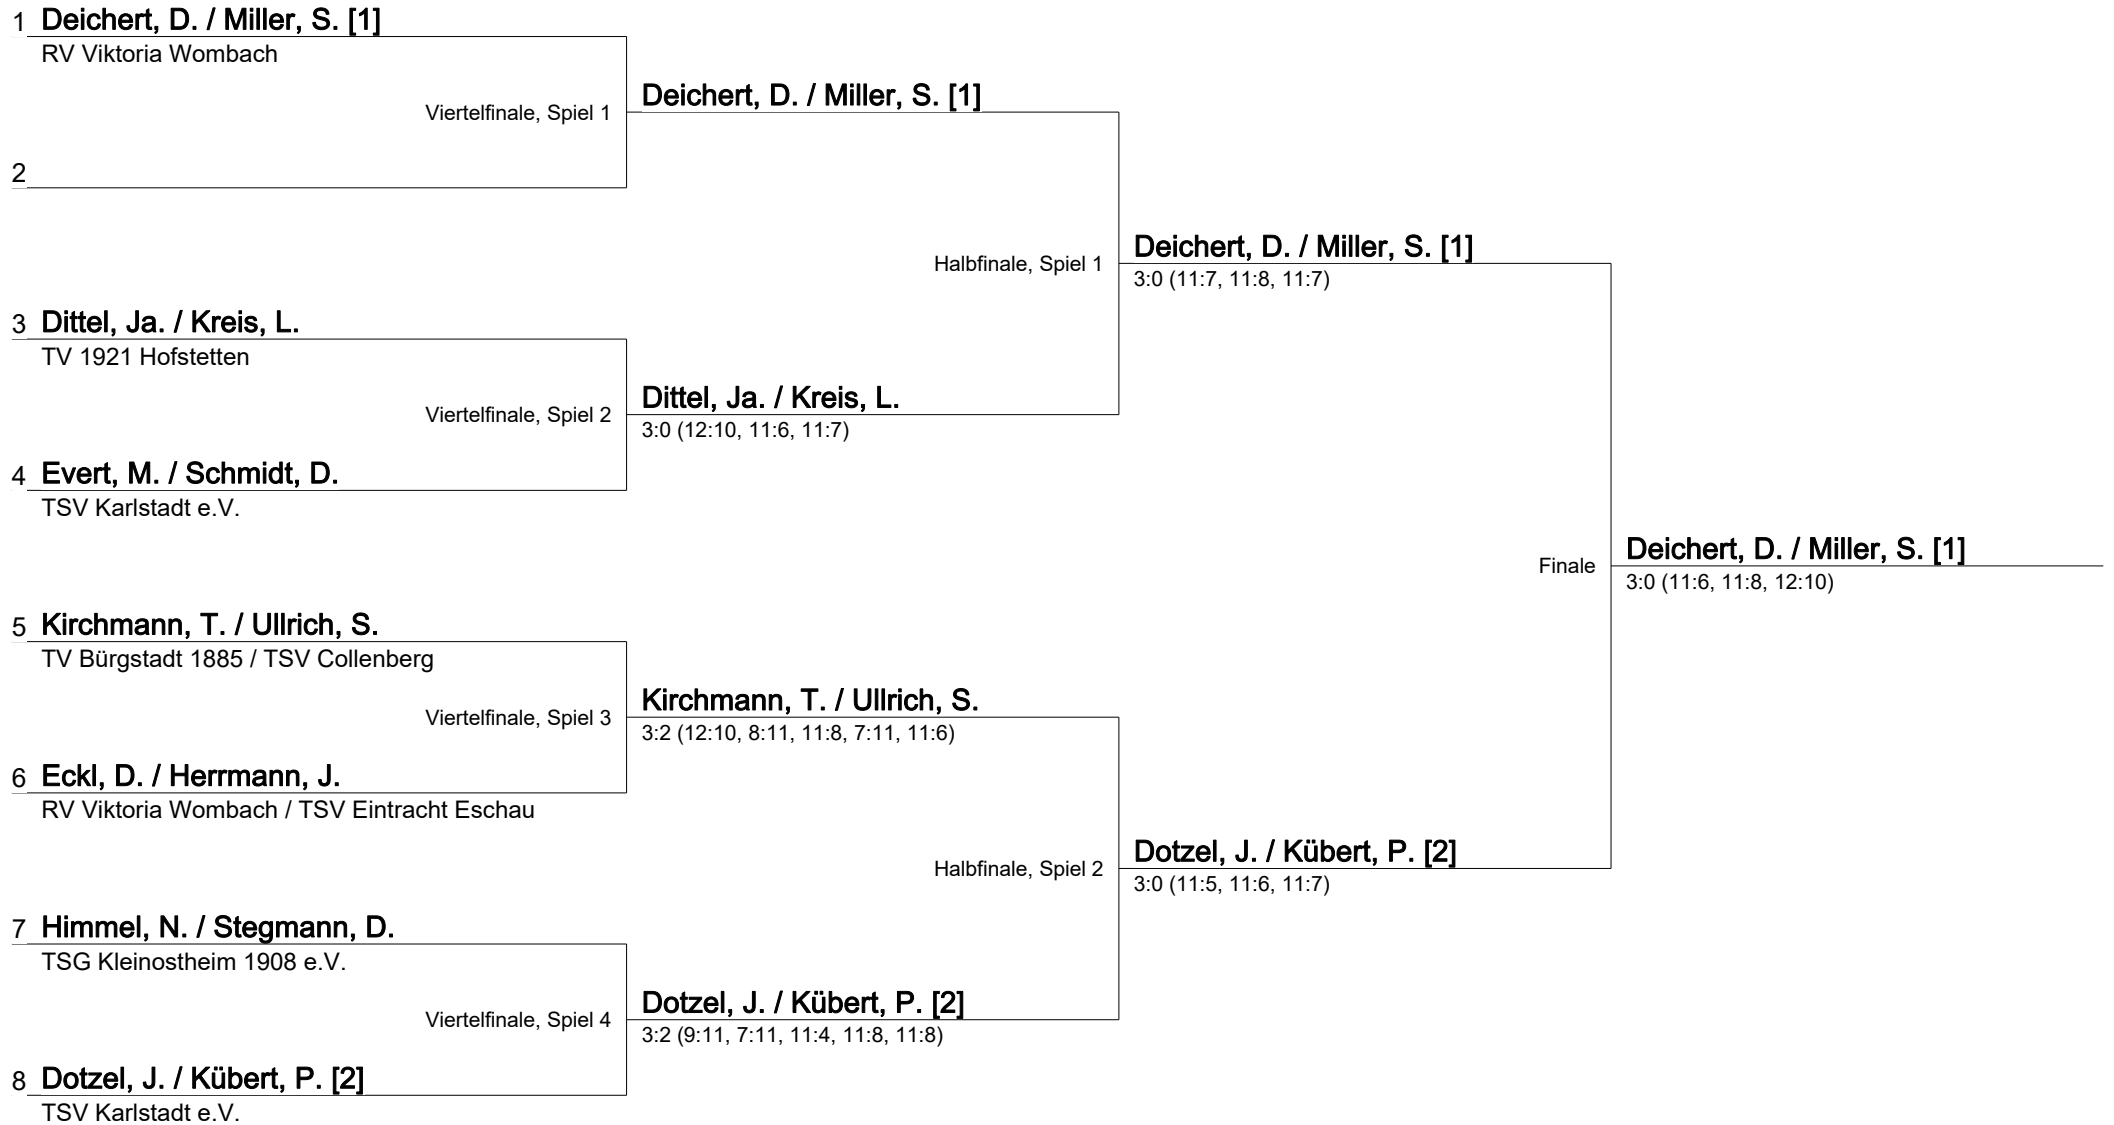 1 Deichert, D. / Miller, S. [1]
RV Viktoria Wombach
Viertelfinale, Spiel 1
Deichert, D. / Miller, S. [1]
2
Halbfinale, Spiel 1
Deichert, D. / Miller, S. [1]
3:0 (11:7, 11:8, 11:7)
3 Dittel, Ja. / Kreis, L.
TV 1921 Hofstetten
Viertelfinale, Spiel 2
Dittel, Ja. / Kreis, L.
3:0 (12:10, 11:6, 11:7)
4 Evert, M. / Schmidt, D.
TSV Karlstadt e.V.
Finale
Deichert, D. / Miller, S. [1]
3:0 (11:6, 11:8, 12:10)
5 Kirchmann, T. / Ullrich, S.
TV Bürgstadt 1885 / TSV Collenberg
Viertelfinale, Spiel 3
Kirchmann, T. / Ullrich, S.
3:2 (12:10, 8:11, 11:8, 7:11, 11:6)
6 Eckl, D. / Herrmann, J.
RV Viktoria Wombach / TSV Eintracht Eschau
Halbfinale, Spiel 2
Dotzel, J. / Kübert, P. [2]
3:0 (11:5, 11:6, 11:7)
7 Himmel, N. / Stegmann, D.
TSG Kleinostheim 1908 e.V.
Viertelfinale, Spiel 4
Dotzel, J. / Kübert, P. [2]
3:2 (9:11, 7:11, 11:4, 11:8, 11:8)
8 Dotzel, J. / Kübert, P. [2]
TSV Karlstadt e.V.